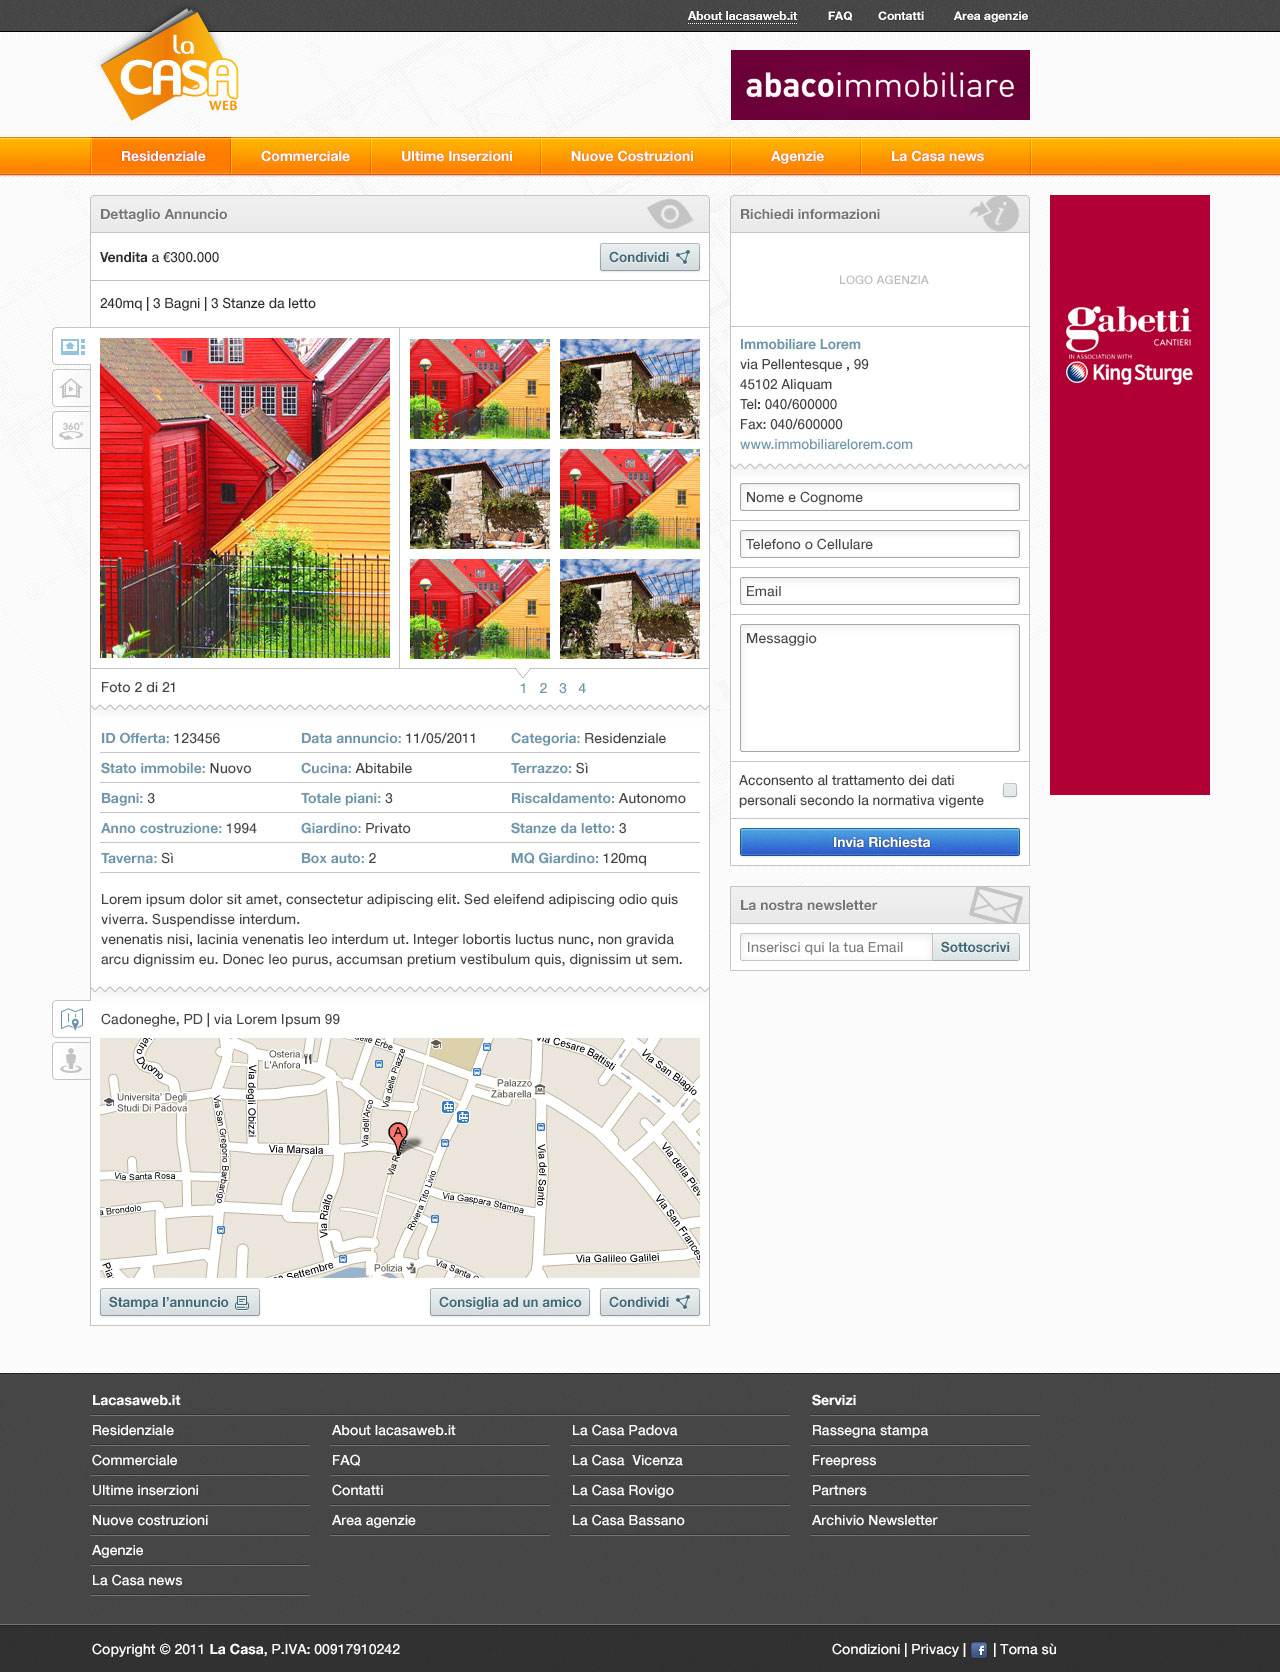 About lacasaweb.it FAQ Contatti Area agenzie
la
CASA
WEB
abacoimmobiliare
Residenziale Commerciale Ultime Inserzioni Nuove Costruzioni Agenzie La Casa news
Dettaglio Annuncio
Vendita a €300.000
Condividi
240mq | 3 Bagni | 3 Stanze da letto
360°
Foto 2 di 21
1 2 3 4
ID Offerta: 123456 Data annuncio: 11/05/2011 Categoria: Residenziale
Stato immobile: Nuovo Cucina: Abitabile Terrazzo: Sì
Bagni: 3 Totale piani: 3 Riscaldamento: Autonomo
Anno costruzione: 1994 Giardino: Privato Stanze da letto: 3
Taverna: Sì Box auto: 2 MQ Giardino: 120mq
Lorem ipsum dolor sit amet, consectetur adipiscing elit. Sed eleifend adipiscing odio quis
viverra. Suspendisse interdum.
venenatis nisi, lacinia venenatis leo interdum ut. Integer lobortis luctus nunc, non gravida
arcu dignissim eu. Donec leo purus, accumsan pretium vestibulum quis, dignissim ut sem.
Cadoneghe, PD | via Lorem Ipsum 99
Duomo
Osteria
L'Anfora
delle Erbe
Via delle Piazze
Via Cesare Battisti
Via San Biagio
Palazzo
Zabarella
Universita' Degli
Studi Di Padova
Via San Gregorio Barbarigo
Via degli Obizzi
Via dell'Arco
Via Marsala
A
Via Santa Rosa
Via Rialto
Riviera Tito Livio
Via Gaspara Stampa
Via del Santo
Via della Pieve
Via San Frances
a Brondolo
Via Galileo Galilei
Polizia
Settembre
Via Santa
Stampa l'annuncio
Consiglia ad un amico
Condividi
Richiedi informazioni
LOGO AGENZIA
Immobiliare Lorem
via Pellentesque , 99
45102 Aliquam
Tel: 040/600000
Fax: 040/600000
www.immobiliarelorem.com
Nome e Cognome
Telefono o Cellulare
Email
Messaggio
Acconsento al trattamento dei dati
personali secondo la normativa vigente
Invia Richiesta
La nostra newsletter
Inserisci qui la tua Email
Sottoscrivi
gabetti
CANTIERI
IN ASSOCIATION WITH
King Sturge
Lacasaweb.it
Residenziale
Commerciale
Ultime inserzioni
Nuove costruzioni
Agenzie
La Casa news
About lacasaweb.it
FAQ
Contatti
Area agenzie
La Casa Padova
La Casa Vicenza
La Casa Rovigo
La Casa Bassano
Servizi
Rassegna stampa
Freepress
Partners
Archivio Newsletter
Copyright © 2011 La Casa, P.IVA: 00917910242
Condizioni | Privacy | f | Torna sù